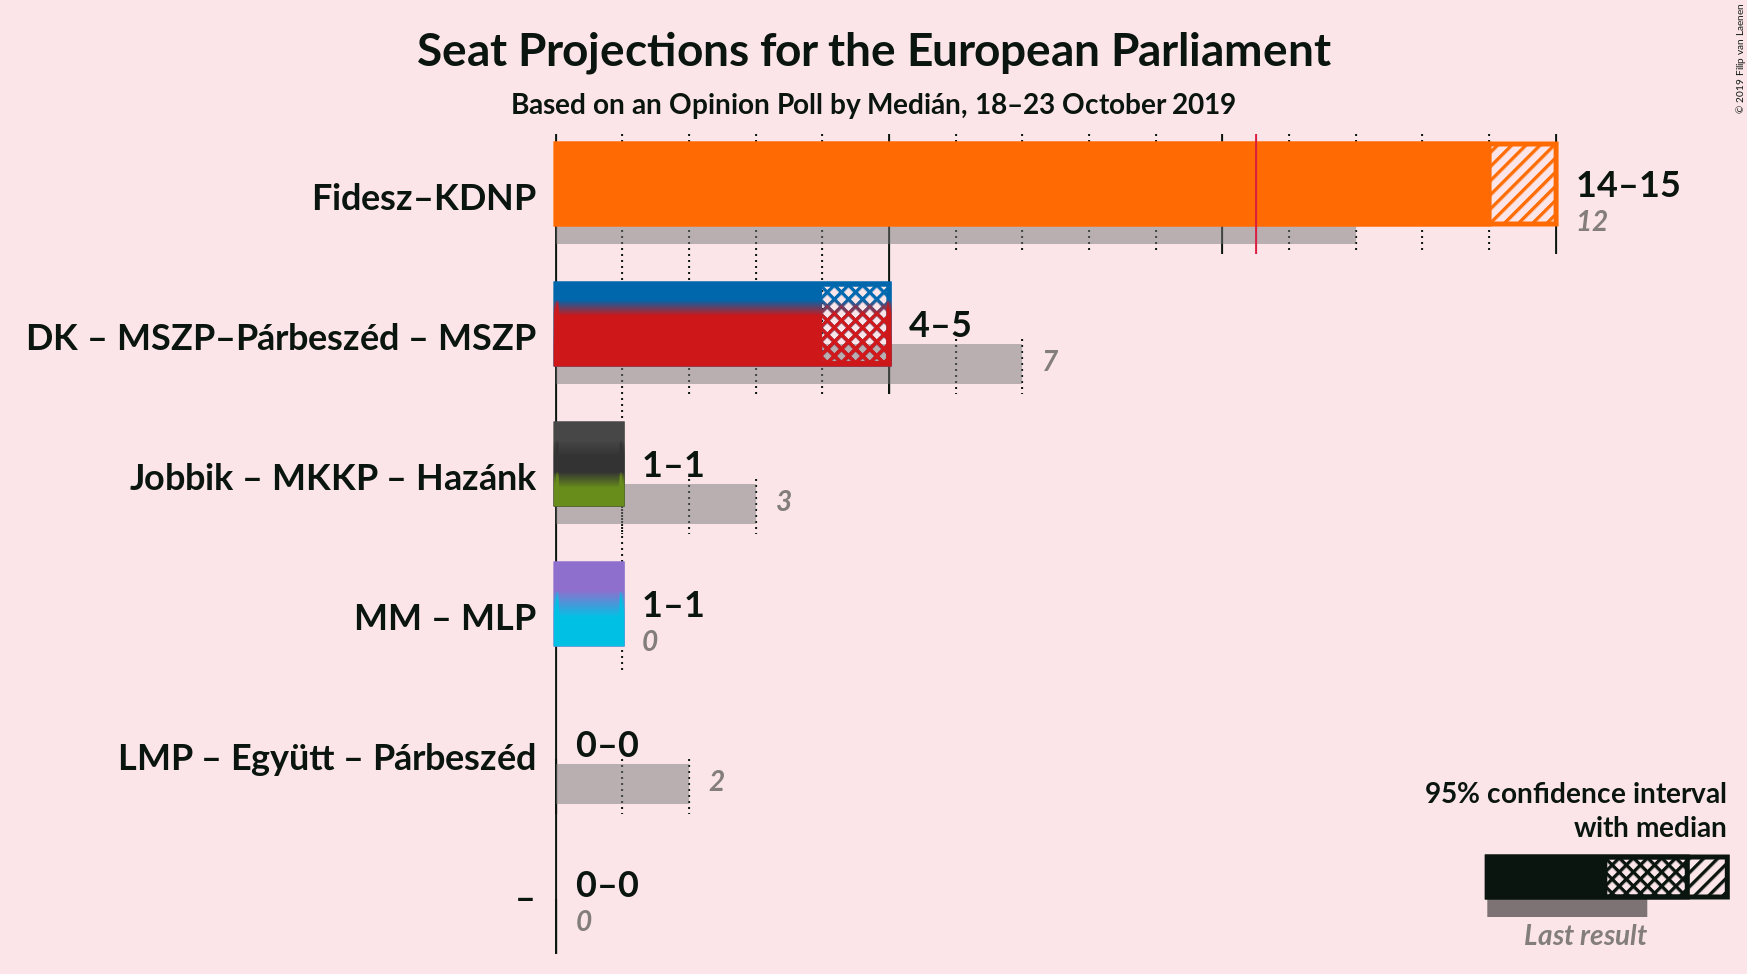 Seat Projections for the European Parliament
Based on an Opinion Poll by Medián, 18–23 October 2019
© 2019 Filip van Laenen
Fidesz–KDNP
14–15
12
DK – MSZP–Párbeszéd – MSZP
4–5
7
Jobbik – MKKP – Hazánk
1–1
3
MM – MLP
1–1
0
LMP – Együtt – Párbeszéd
0–0
2
–
0–0
0
95% confidence interval
with median
Last result